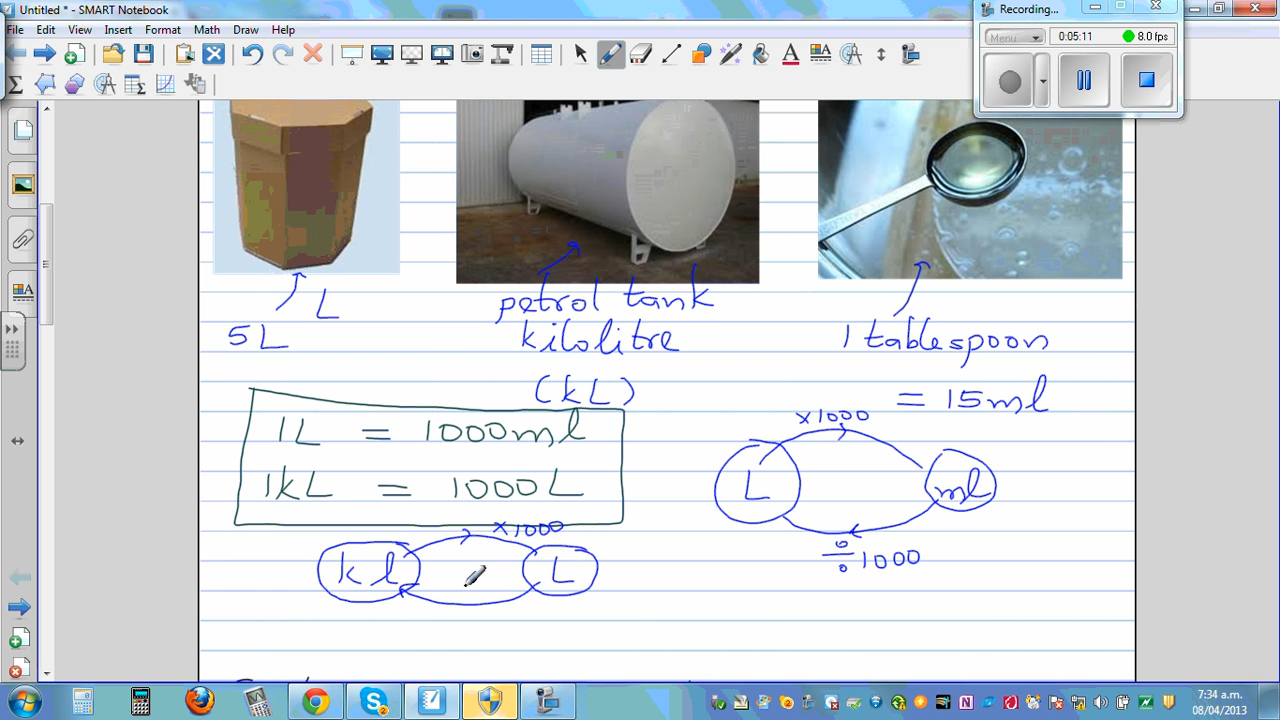 Untitled * - SMART Notebook
Recording...
File Edit View Insert Format Math Draw Help
Menu 0:05:11 8.0 fps
L
5L
petrol tank
kilolitre
(kL)
1 tablespoon
= 15ml
1L = 1000ml
1kL = 1000L
×1000
L ml
÷1000
×1000
kl L
7:34 a.m.
08/04/2013